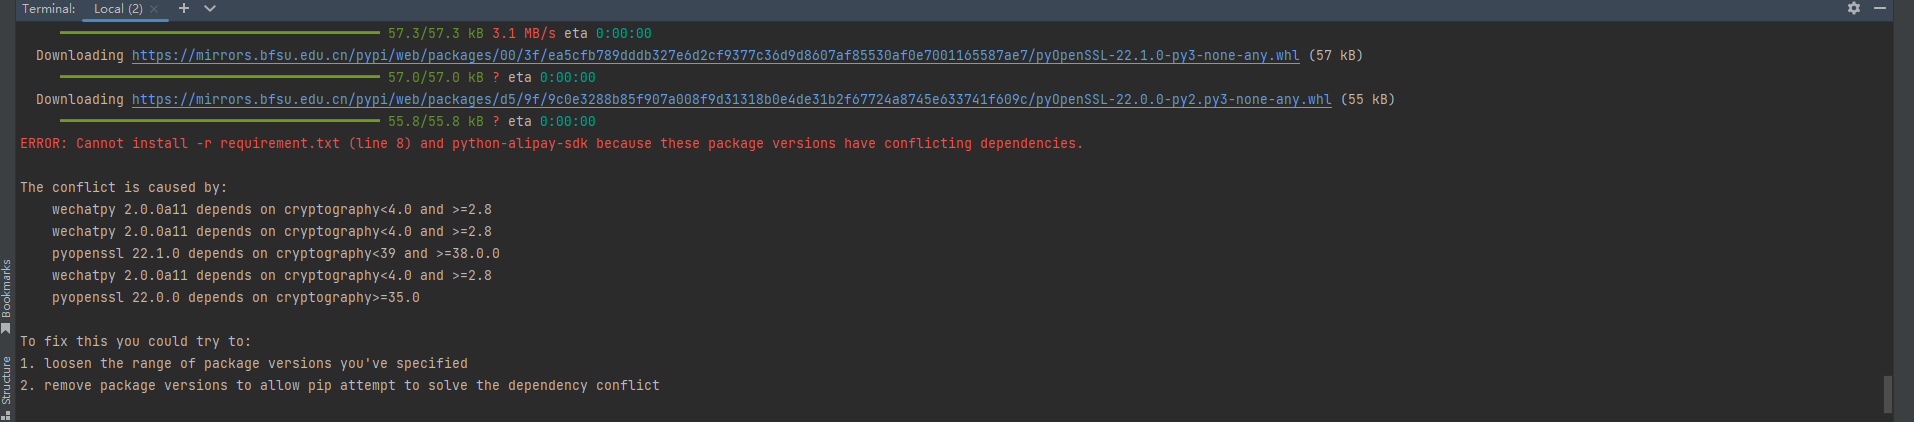 Terminal: Local (2) × +
57.3/57.3 kB 3.1 MB/s eta 0:00:00
Downloading https://mirrors.bfsu.edu.cn/pypi/web/packages/00/3f/ea5cfb789dddb327e6d2cf9377c36d9d8607af85530af0e7001165587ae7/pyOpenSSL-22.1.0-py3-none-any.whl (57 kB)
57.0/57.0 kB ? eta 0:00:00
Downloading https://mirrors.bfsu.edu.cn/pypi/web/packages/d5/9f/9c0e3288b85f907a008f9d31318b0e4de31b2f67724a8745e633741f609c/pyOpenSSL-22.0.0-py2.py3-none-any.whl (55 kB)
55.8/55.8 kB ? eta 0:00:00
ERROR: Cannot install -r requirement.txt (line 8) and python-alipay-sdk because these package versions have conflicting dependencies.
The conflict is caused by:
wechatpy 2.0.0a11 depends on cryptography<4.0 and >=2.8
wechatpy 2.0.0a11 depends on cryptography<4.0 and >=2.8
pyopenssl 22.1.0 depends on cryptography<39 and >=38.0.0
wechatpy 2.0.0a11 depends on cryptography<4.0 and >=2.8
pyopenssl 22.0.0 depends on cryptography>=35.0
To fix this you could try to:
1. loosen the range of package versions you've specified
2. remove package versions to allow pip attempt to solve the dependency conflict
Bookmarks
Structure